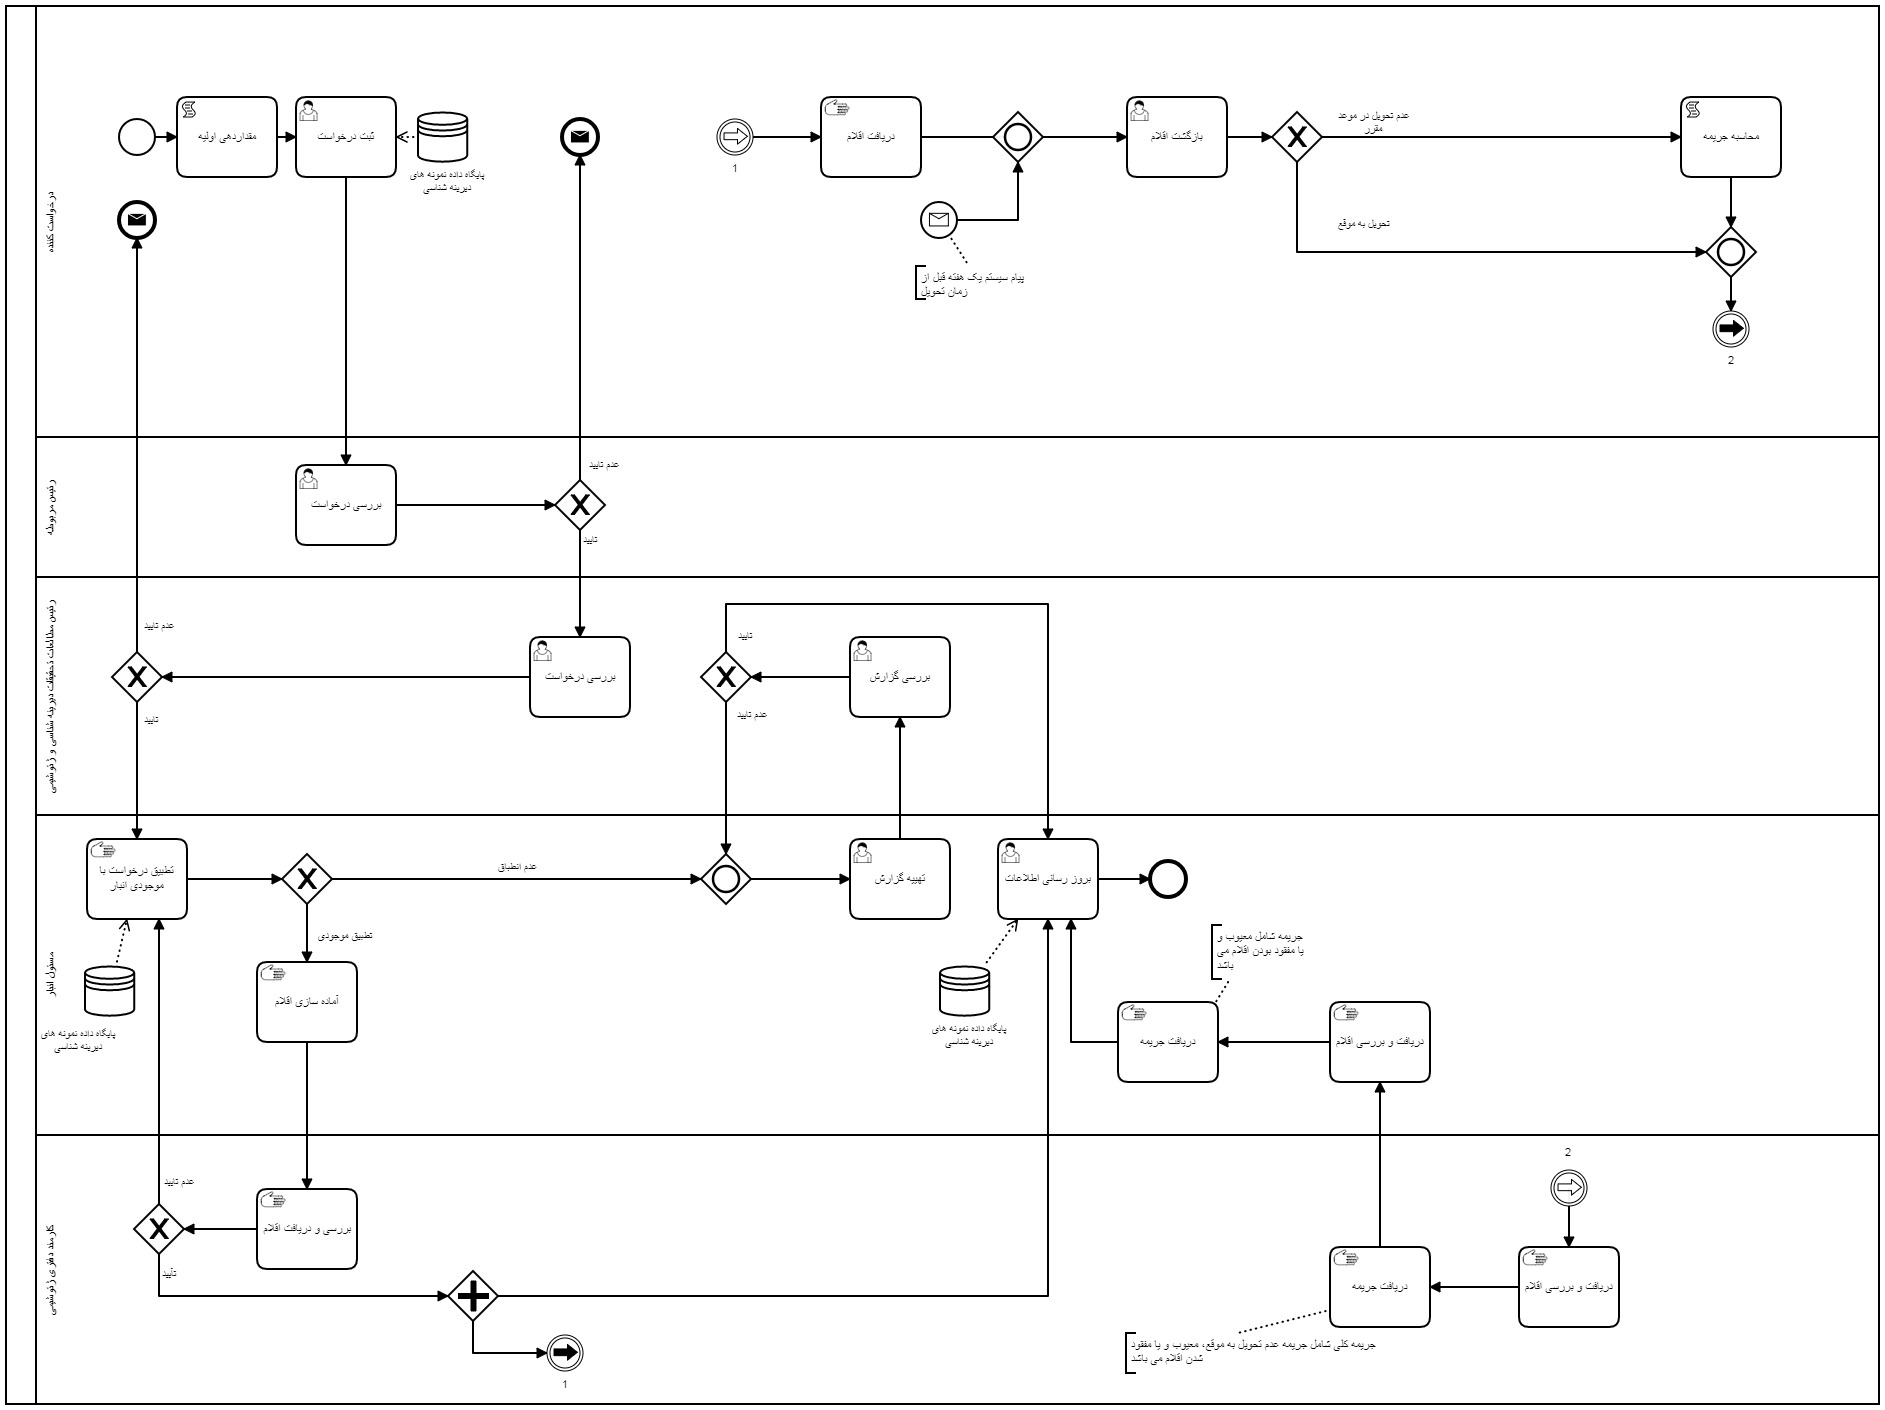 درخواست کننده
مقداردهی اولیه
ثبت درخواست
پایگاه داده نمونه های
دیرینه شناسی
1
دریافت اقلام
پیام سیستم یک هفته قبل از
زمان تحویل
بازگشت اقلام
عدم تحویل در موعد
مقرر
تحویل به موقع
محاسبه جریمه
2
رئیس مربوطه
بررسی درخواست
عدم تایید
تایید
رئیس مطالعات تحقیقات دیرینه شناسی و ژئوشیمی
عدم تایید
تایید
بررسی درخواست
تایید
عدم تایید
بررسی گزارش
مسئول انبار
تطبیق درخواست با
موجودی انبار
پایگاه داده نمونه های
دیرینه شناسی
عدم انطباق
تطبیق موجودی
آماده سازی اقلام
تهییه گزارش
بروز رسانی اطلاعات
پایگاه داده نمونه های
دیرینه شناسی
جریمه شامل معیوب و
یا مفقود بودن اقلام می
باشد
دریافت جریمه
دریافت و بررسی اقلام
کارمند دفتری ژئوشیمی
عدم تایید
تآیید
بررسی و دریافت اقلام
1
2
دریافت جریمه
دریافت و بررسی اقلام
جریمه کلی شامل جریمه عدم تحویل به موقع، معیوب و یا مفقود
شدن اقلام می باشد